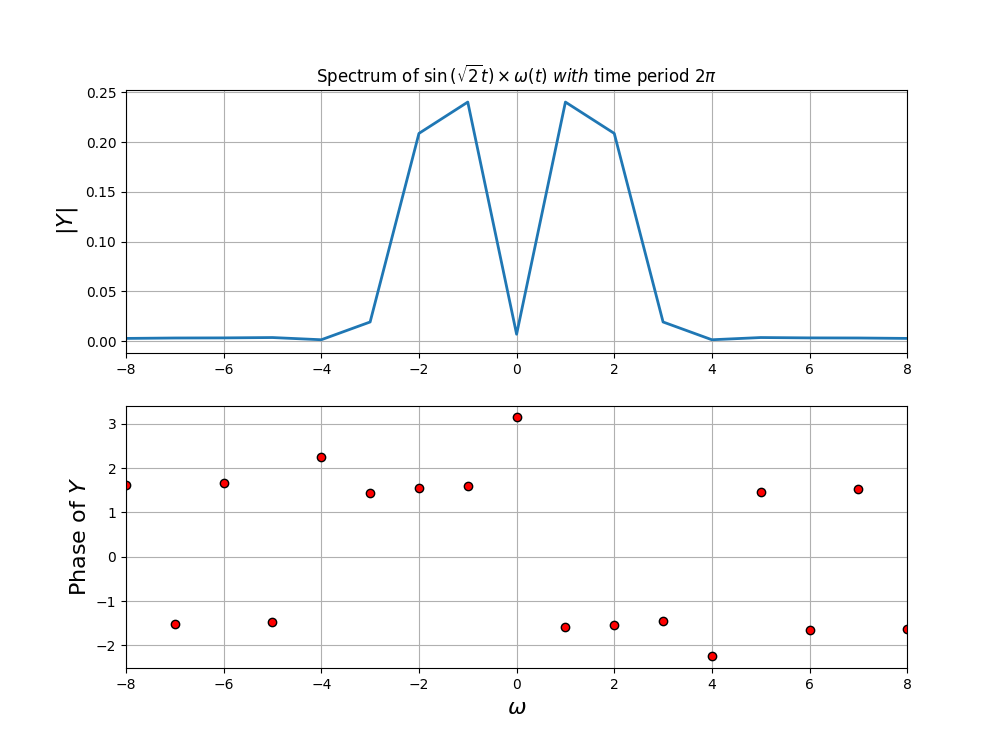 Spectrum of sin (√2t) × ω(t) with time period 2π
|Y|
0.25
0.20
0.15
0.10
0.05
0.00
−8 −6 −4 −2 0 2 4 6 8
Phase of Y
3
2
1
0
−1
−2
−8 −6 −4 −2 0 2 4 6 8
ω